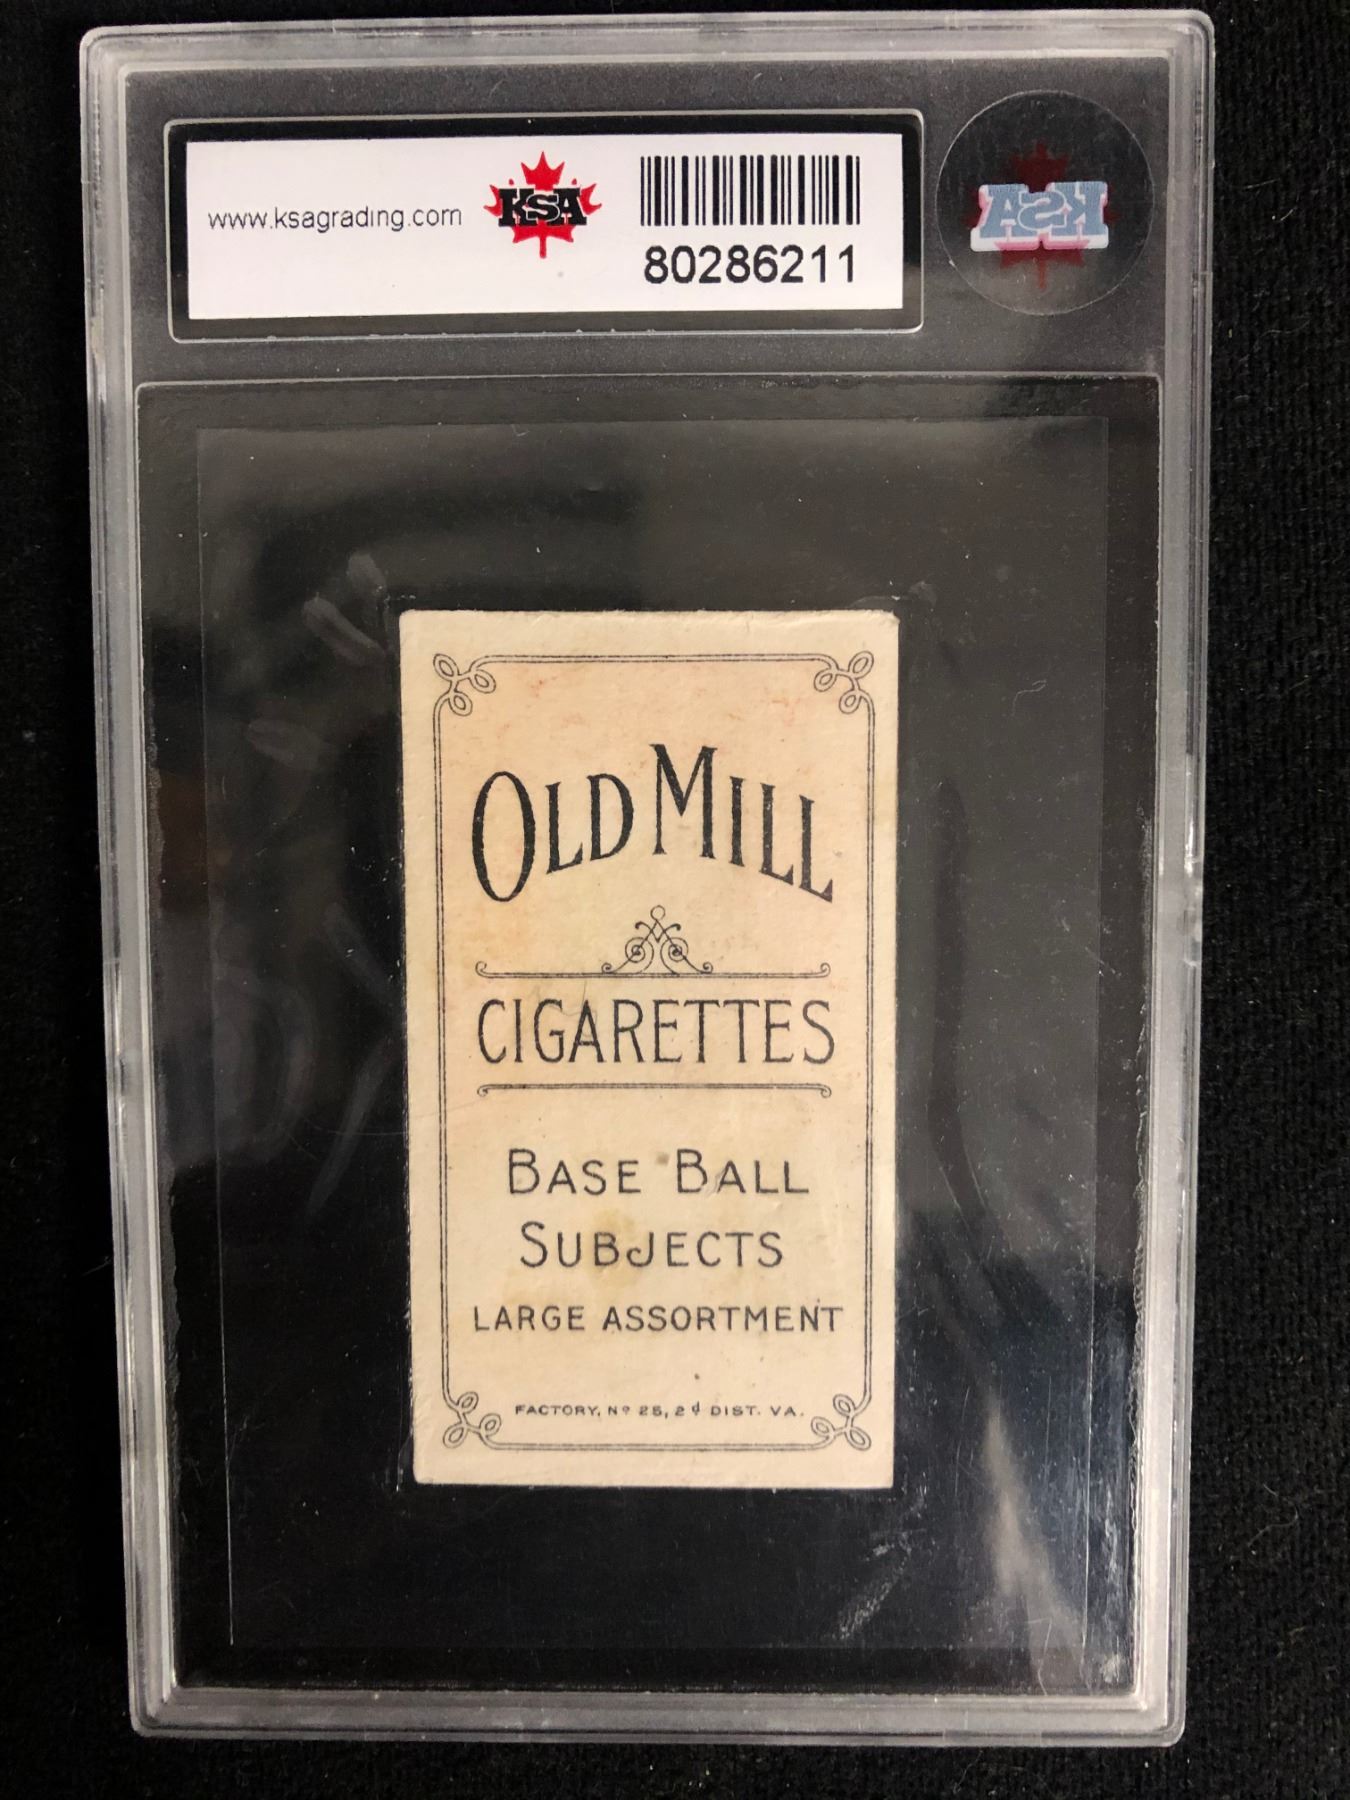 www.ksagrading.com
KSA
80286211
KSA
OLD MILL
CIGARETTES
BASE BALL
SUBJECTS
LARGE ASSORTMENT
FACTORY, Nº 25, 2d DIST. VA.